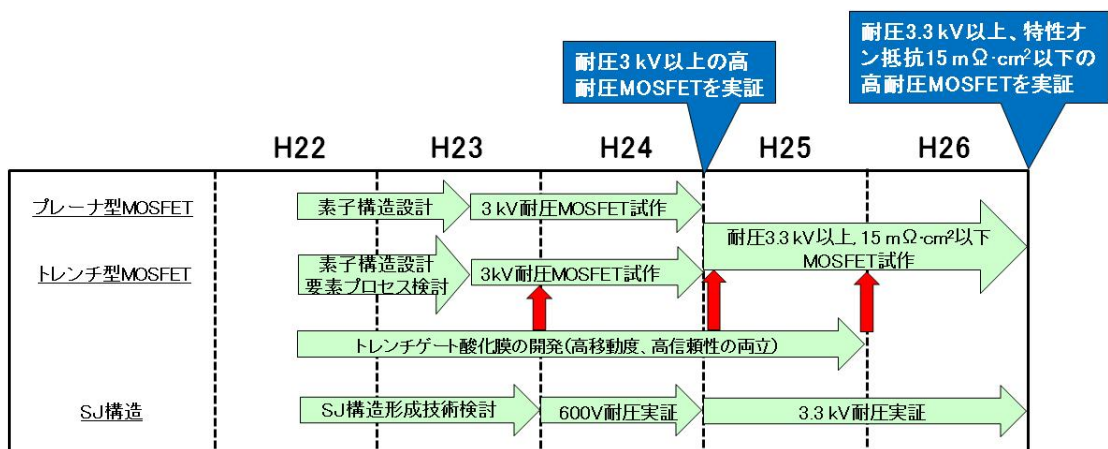 耐圧3 kV以上の高
耐圧MOSFETを実証
耐圧3.3 kV以上、特性オ
ン抵抗15 mΩ·cm²以下の
高耐圧MOSFETを実証
H22
H23
H24
H25
H26
プレーナ型MOSFET
素子構造設計
3 kV耐圧MOSFET試作
耐圧3.3 kV以上, 15 mΩ·cm²以下
MOSFET試作
トレンチ型MOSFET
素子構造設計
要素プロセス検討
3kV耐圧MOSFET試作
トレンチゲート酸化膜の開発(高移動度、高信頼性の両立)
SJ構造
SJ構造形成技術検討
600V耐圧実証
3.3 kV耐圧実証